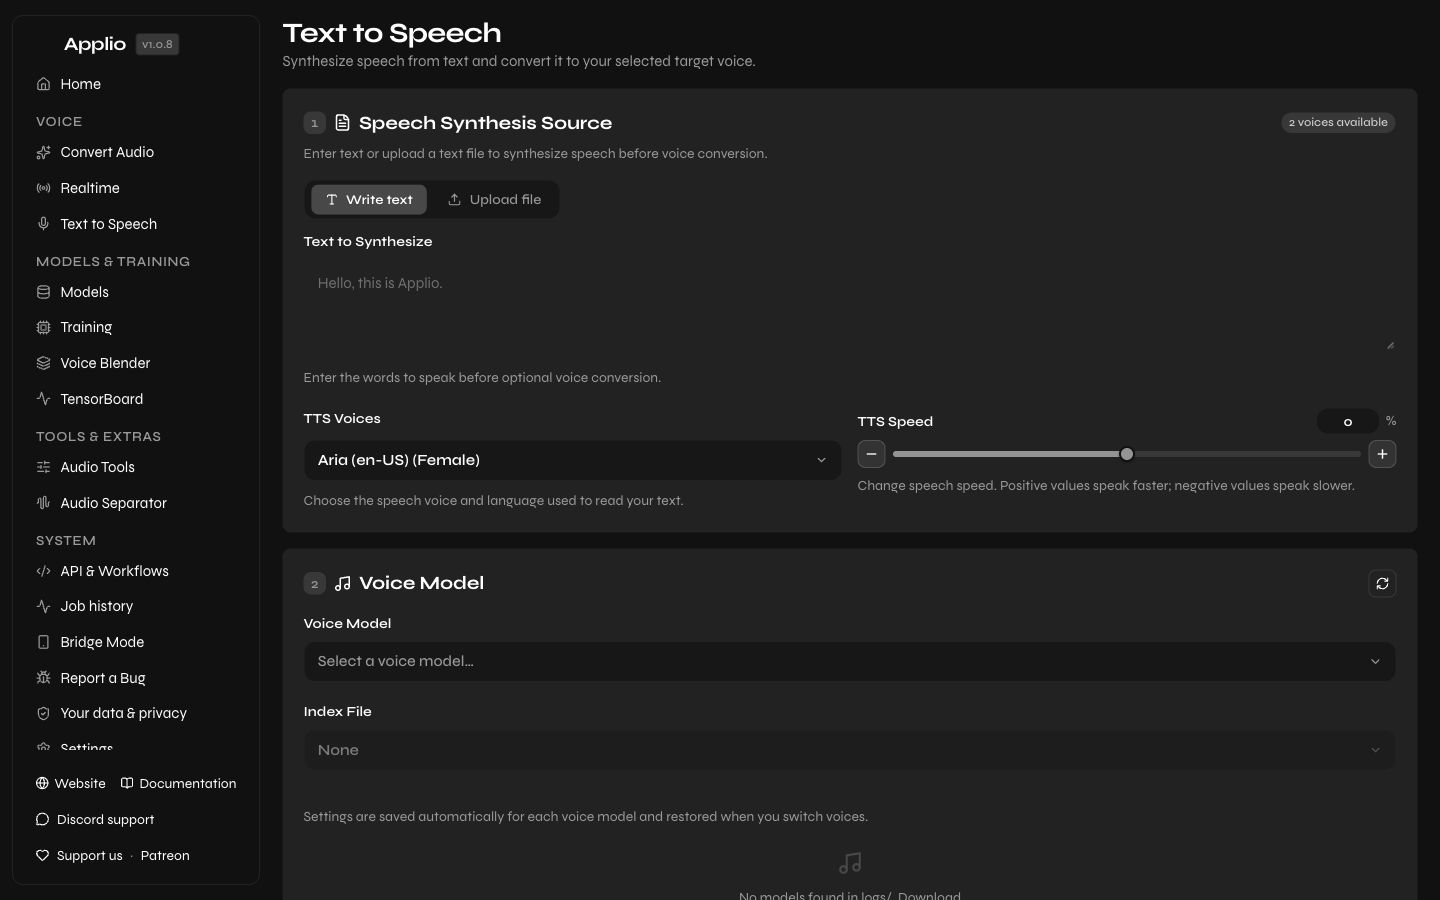 Applio v1.0.8
Home
VOICE
Convert Audio
Realtime
Text to Speech
MODELS & TRAINING
Models
Training
Voice Blender
TensorBoard
TOOLS & EXTRAS
Audio Tools
Audio Separator
SYSTEM
API & Workflows
Job history
Bridge Mode
Report a Bug
Your data & privacy
Settings
Website Documentation
Discord support
Support us · Patreon
Text to Speech
Synthesize speech from text and convert it to your selected target voice.
1 Speech Synthesis Source 2 voices available
Enter text or upload a text file to synthesize speech before voice conversion.
Write text Upload file
Text to Synthesize
Hello, this is Applio.
Enter the words to speak before optional voice conversion.
TTS Voices
Aria (en-US) (Female)
Choose the speech voice and language used to read your text.
TTS Speed 0 %
Change speech speed. Positive values speak faster; negative values speak slower.
2 Voice Model
Voice Model
Select a voice model...
Index File
None
Settings are saved automatically for each voice model and restored when you switch voices.
No models found in logs/. Download